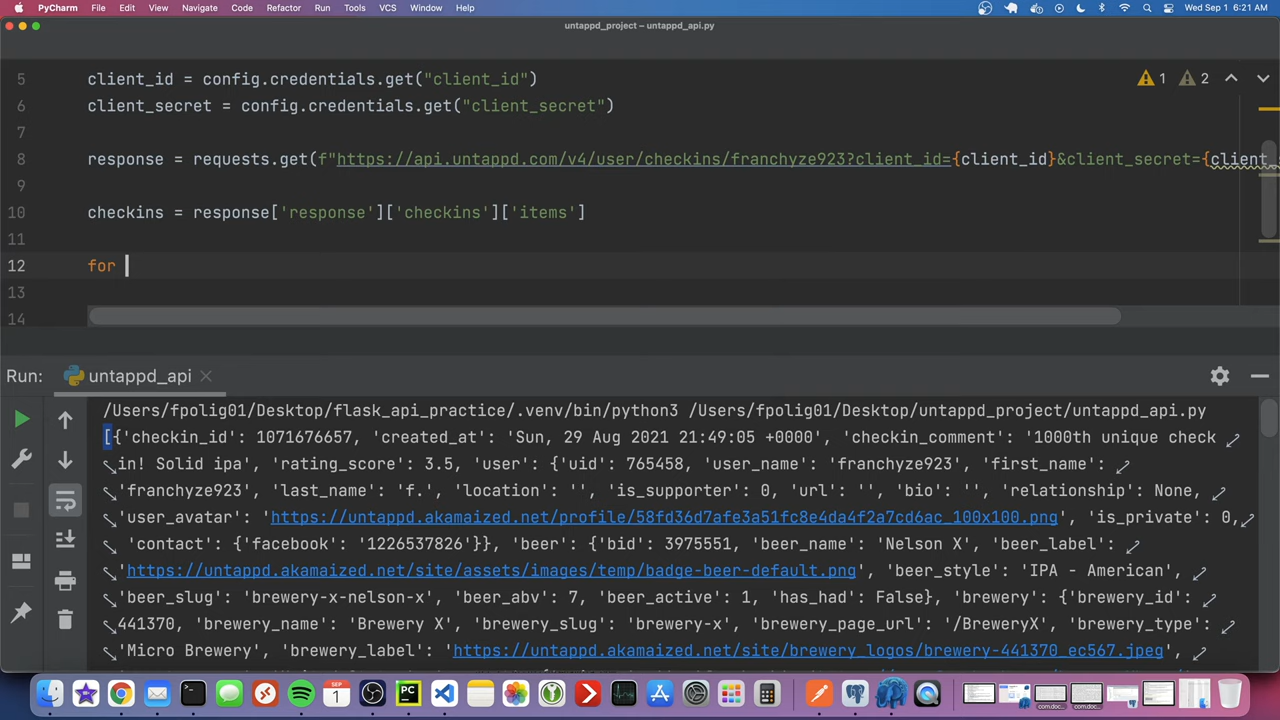 PyCharm File Edit View Navigate Code Refactor Run Tools VCS Window Help Wed Sep 1 6:21 AM
untappd_project – untappd_api.py
5 client_id = config.credentials.get("client_id")
1 2
6 client_secret = config.credentials.get("client_secret")
7
8 response = requests.get(f"https://api.untappd.com/v4/user/checkins/franchyze923?client_id={client_id}&client_secret={client_
9
10 checkins = response['response']['checkins']['items']
11
12 for
13
14
Run: untappd_api
/Users/fpolig01/Desktop/flask_api_practice/.venv/bin/python3 /Users/fpolig01/Desktop/untappd_project/untappd_api.py
[{'checkin_id': 1071676657, 'created_at': 'Sun, 29 Aug 2021 21:49:05 +0000', 'checkin_comment': '1000th unique check
in! Solid ipa', 'rating_score': 3.5, 'user': {'uid': 765458, 'user_name': 'franchyze923', 'first_name':
'franchyze923', 'last_name': 'f.', 'location': '', 'is_supporter': 0, 'url': '', 'bio': '', 'relationship': None,
'user_avatar': 'https://untappd.akamaized.net/profile/58fd36d7afe3a51fc8e4da4f2a7cd6ac_100x100.png', 'is_private': 0,
'contact': {'facebook': '1226537826'}}, 'beer': {'bid': 3975551, 'beer_name': 'Nelson X', 'beer_label':
'https://untappd.akamaized.net/site/assets/images/temp/badge-beer-default.png', 'beer_style': 'IPA - American',
'beer_slug': 'brewery-x-nelson-x', 'beer_abv': 7, 'beer_active': 1, 'has_had': False}, 'brewery': {'brewery_id':
441370, 'brewery_name': 'Brewery X', 'brewery_slug': 'brewery-x', 'brewery_page_url': '/BreweryX', 'brewery_type':
'Micro Brewery', 'brewery_label': 'https://untappd.akamaized.net/site/brewery_logos/brewery-441370_ec567.jpeg